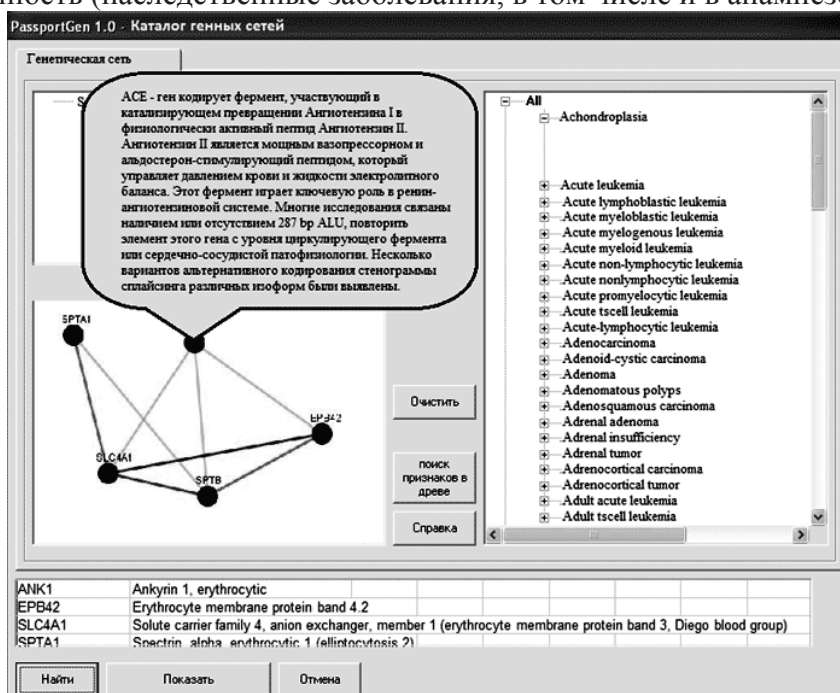 ность (наследственные заболевания, в том числе и в анамнезе
PassportGen 1.0 - Каталог генных сетей
Генетическая сеть
S
ACE - ген кодирует фермент, участвующий в
катализирующем превращении Ангиотензина I в
физиологически активный пептид Ангиотензин II.
Ангиотензин II является мощным вазопрессорном и
альдостерон-стимулирующий пептидом, который
управляет давлением крови и жидкости электролитного
баланса. Этот фермент играет ключевую роль в ренин-
ангиотензиновой системе. Многие исследования связаны
наличием или отсутствием 287 bp ALU, повторить
элемент этого гена с уровня циркулирующего фермента
или сердечно-сосудистой патофизиологии. Несколько
вариантов альтернативного кодирования стенограммы
сплайсинга различных изоформ были выявлены.
SPTA1
EPB42
SLC4A1
SPTB
Очистить
поиск
признаков в
древе
Справка
All
Achondroplasia
Acute leukemia
Acute lymphoblastic leukemia
Acute myeloblastic leukemia
Acute myelogenous leukemia
Acute myeloid leukemia
Acute non-lymphocytic leukemia
Acute nonlymphocytic leukemia
Acute promyelocytic leukemia
Acute tscell leukemia
Acute-lymphocytic leukemia
Adenocarcinoma
Adenoid-cystic carcinoma
Adenoma
Adenomatous polyps
Adenosquamous carcinoma
Adrenal adenoma
Adrenal insufficiency
Adrenal tumor
Adrenocortical carcinoma
Adrenocortical tumor
Adult acute leukemia
Adult tscell leukemia
ANK1 Ankyrin 1, erythrocytic
EPB42 Erythrocyte membrane protein band 4.2
SLC4A1 Solute carrier family 4, anion exchanger, member 1 (erythrocyte membrane protein band 3, Diego blood group)
SPTA1 Spectrin, alpha, erythrocytic 1 (elliptocytosis 2)
Найти Показать Отмена